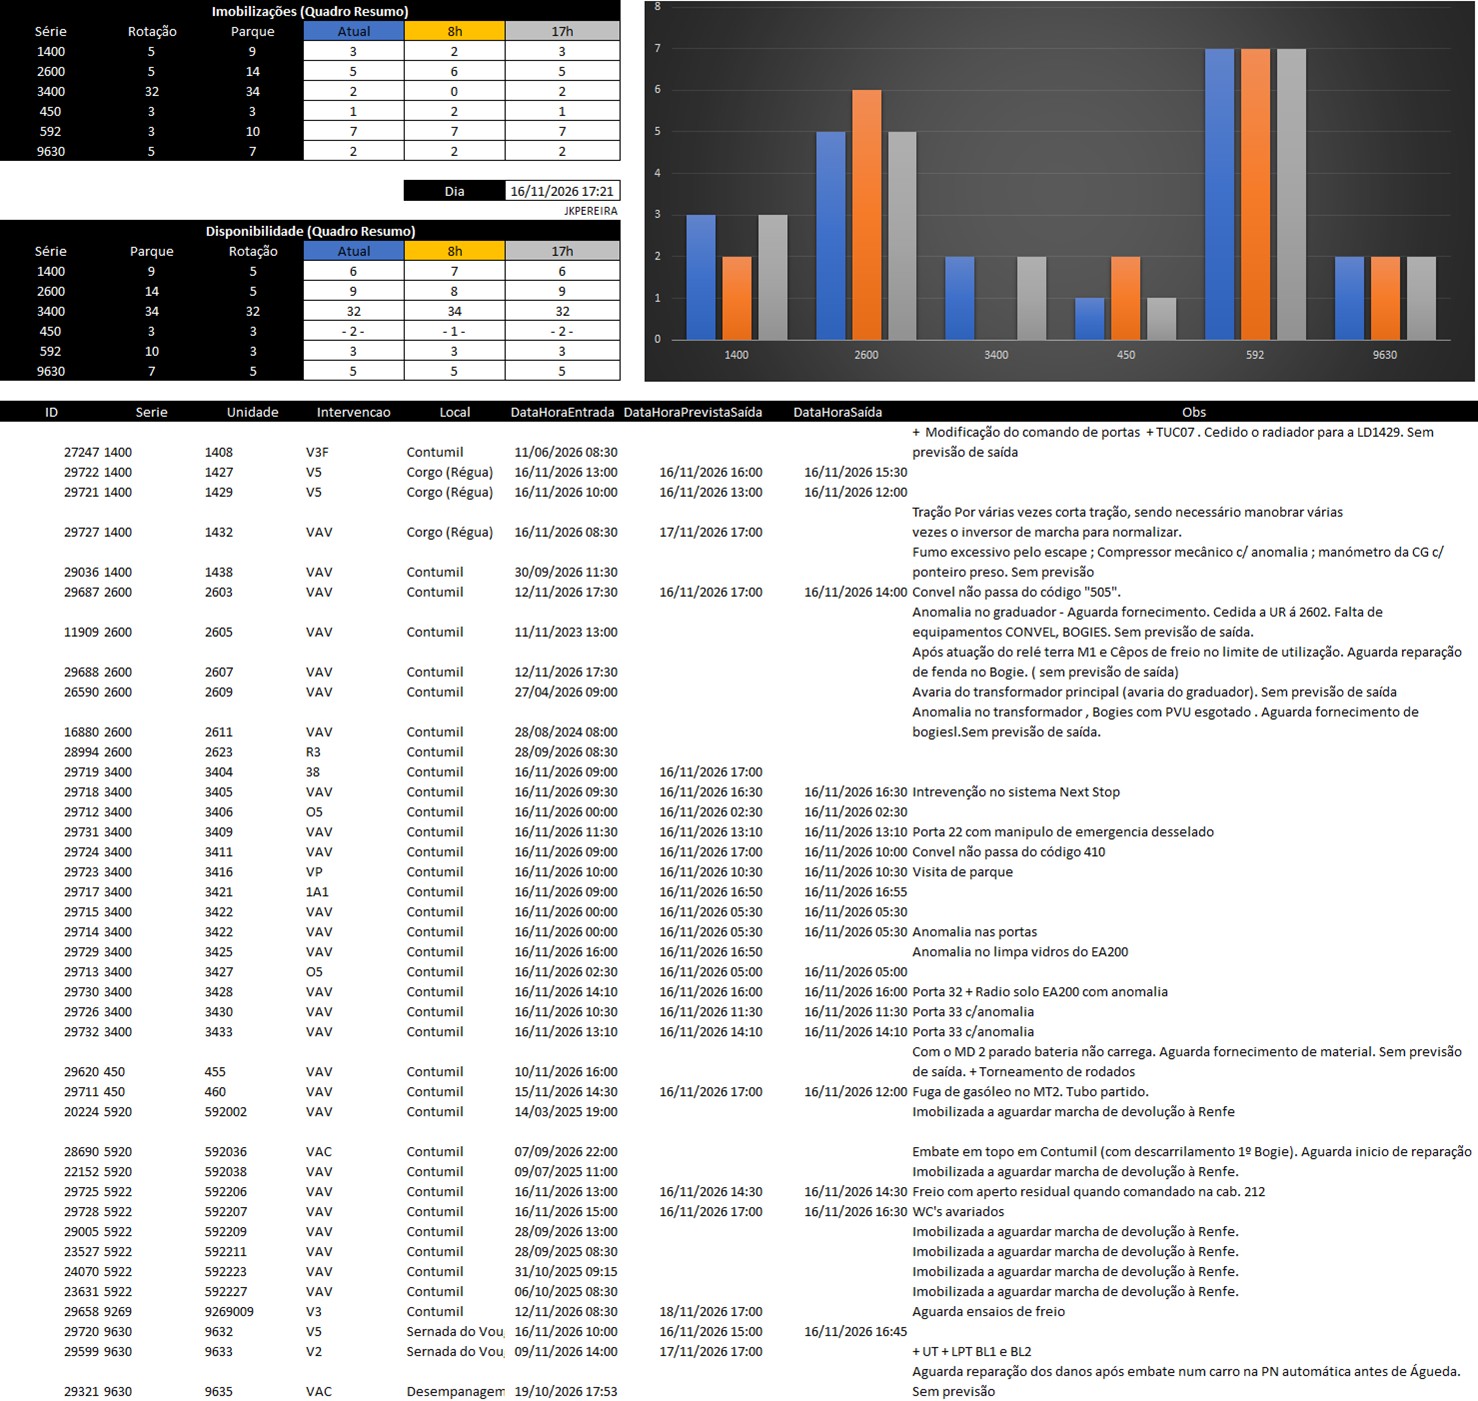 Imobilizações (Quadro Resumo)
Série Rotação Parque Atual 8h 17h
1400 5 9 3 2 3
2600 5 14 5 6 5
3400 32 34 2 0 2
450 3 3 1 2 1
592 3 10 7 7 7
9630 5 7 2 2 2
Dia 16/11/2026 17:21
JKPEREIRA
Disponibilidade (Quadro Resumo)
Série Parque Rotação Atual 8h 17h
1400 9 5 6 7 6
2600 14 5 9 8 9
3400 34 32 32 34 32
450 3 3 - 2 - - 1 - - 2 -
592 10 3 3 3 3
9630 7 5 5 5 5
8
7
6
5
4
3
2
1
0
1400 2600 3400 450 592 9630
ID Serie Unidade Intervencao Local DataHoraEntrada DataHoraPrevistaSaída DataHoraSaída Obs
+ Modificação do comando de portas + TUC07 . Cedido o radiador para a LD1429. Sem
27247 1400 1408 V3F Contumil 11/06/2026 08:30 previsão de saída
29722 1400 1427 V5 Corgo (Régua) 16/11/2026 13:00 16/11/2026 16:00 16/11/2026 15:30
29721 1400 1429 V5 Corgo (Régua) 16/11/2026 10:00 16/11/2026 13:00 16/11/2026 12:00
Tração Por várias vezes corta tração, sendo necessário manobrar várias
29727 1400 1432 VAV Corgo (Régua) 16/11/2026 08:30 17/11/2026 17:00 vezes o inversor de marcha para normalizar.
Fumo excessivo pelo escape ; Compressor mecânico c/ anomalia ; manómetro da CG c/
29036 1400 1438 VAV Contumil 30/09/2026 11:30 ponteiro preso. Sem previsão
29687 2600 2603 VAV Contumil 12/11/2026 17:30 16/11/2026 17:00 16/11/2026 14:00 Convel não passa do código "505".
Anomalia no graduador - Aguarda fornecimento. Cedida a UR á 2602. Falta de
11909 2600 2605 VAV Contumil 11/11/2023 13:00 equipamentos CONVEL, BOGIES. Sem previsão de saída.
Após atuação do relé terra M1 e Cêpos de freio no limite de utilização. Aguarda reparação
29688 2600 2607 VAV Contumil 12/11/2026 17:30 de fenda no Bogie. ( sem previsão de saída)
26590 2600 2609 VAV Contumil 27/04/2026 09:00 Avaria do transformador principal (avaria do graduador). Sem previsão de saída
Anomalia no transformador , Bogies com PVU esgotado . Aguarda fornecimento de
16880 2600 2611 VAV Contumil 28/08/2024 08:00 bogiesl.Sem previsão de saída.
28994 2600 2623 R3 Contumil 28/09/2026 08:30
29719 3400 3404 38 Contumil 16/11/2026 09:00 16/11/2026 17:00
29718 3400 3405 VAV Contumil 16/11/2026 09:30 16/11/2026 16:30 16/11/2026 16:30 Intrevenção no sistema Next Stop
29712 3400 3406 O5 Contumil 16/11/2026 00:00 16/11/2026 02:30 16/11/2026 02:30
29731 3400 3409 VAV Contumil 16/11/2026 11:30 16/11/2026 13:10 16/11/2026 13:10 Porta 22 com manipulo de emergencia desselado
29724 3400 3411 VAV Contumil 16/11/2026 09:00 16/11/2026 17:00 16/11/2026 10:00 Convel não passa do código 410
29723 3400 3416 VP Contumil 16/11/2026 10:00 16/11/2026 10:30 16/11/2026 10:30 Visita de parque
29717 3400 3421 1A1 Contumil 16/11/2026 09:00 16/11/2026 16:50 16/11/2026 16:55
29715 3400 3422 VAV Contumil 16/11/2026 00:00 16/11/2026 05:30 16/11/2026 05:30
29714 3400 3422 VAV Contumil 16/11/2026 00:00 16/11/2026 05:30 16/11/2026 05:30 Anomalia nas portas
29729 3400 3425 VAV Contumil 16/11/2026 16:00 16/11/2026 16:50 Anomalia no limpa vidros do EA200
29713 3400 3427 O5 Contumil 16/11/2026 02:30 16/11/2026 05:00 16/11/2026 05:00
29730 3400 3428 VAV Contumil 16/11/2026 14:10 16/11/2026 16:00 16/11/2026 16:00 Porta 32 + Radio solo EA200 com anomalia
29726 3400 3430 VAV Contumil 16/11/2026 10:30 16/11/2026 11:30 16/11/2026 11:30 Porta 33 c/anomalia
29732 3400 3433 VAV Contumil 16/11/2026 13:10 16/11/2026 14:10 16/11/2026 14:10 Porta 33 c/anomalia
Com o MD 2 parado bateria não carrega. Aguarda fornecimento de material. Sem previsão
29620 450 455 VAV Contumil 10/11/2026 16:00 de saída. + Torneamento de rodados
29711 450 460 VAV Contumil 15/11/2026 14:30 16/11/2026 17:00 16/11/2026 12:00 Fuga de gasóleo no MT2. Tubo partido.
20224 5920 592002 VAV Contumil 14/03/2025 19:00 Imobilizada a aguardar marcha de devolução à Renfe
28690 5920 592036 VAC Contumil 07/09/2026 22:00 Embate em topo em Contumil (com descarrilamento 1º Bogie). Aguarda inicio de reparação
22152 5920 592038 VAV Contumil 09/07/2025 11:00 Imobilizada a aguardar marcha de devolução à Renfe.
29725 5922 592206 VAV Contumil 16/11/2026 13:00 16/11/2026 14:30 16/11/2026 14:30 Freio com aperto residual quando comandado na cab. 212
29728 5922 592207 VAV Contumil 16/11/2026 15:00 16/11/2026 17:00 16/11/2026 16:30 WC's avariados
29005 5922 592209 VAV Contumil 28/09/2026 13:00 Imobilizada a aguardar marcha de devolução à Renfe.
23527 5922 592211 VAV Contumil 28/09/2025 08:30 Imobilizada a aguardar marcha de devolução à Renfe.
24070 5922 592223 VAV Contumil 31/10/2025 09:15 Imobilizada a aguardar marcha de devolução à Renfe.
23631 5922 592227 VAV Contumil 06/10/2025 08:30 Imobilizada a aguardar marcha de devolução à Renfe.
29658 9269 9269009 V3 Contumil 12/11/2026 08:30 18/11/2026 17:00 Aguarda ensaios de freio
29720 9630 9632 V5 Sernada do Vou 16/11/2026 10:00 16/11/2026 15:00 16/11/2026 16:45
29599 9630 9633 V2 Sernada do Vou 09/11/2026 14:00 17/11/2026 17:00 + UT + LPT BL1 e BL2
Aguarda reparação dos danos após embate num carro na PN automática antes de Águeda.
29321 9630 9635 VAC Desempanagem 19/10/2026 17:53 Sem previsão